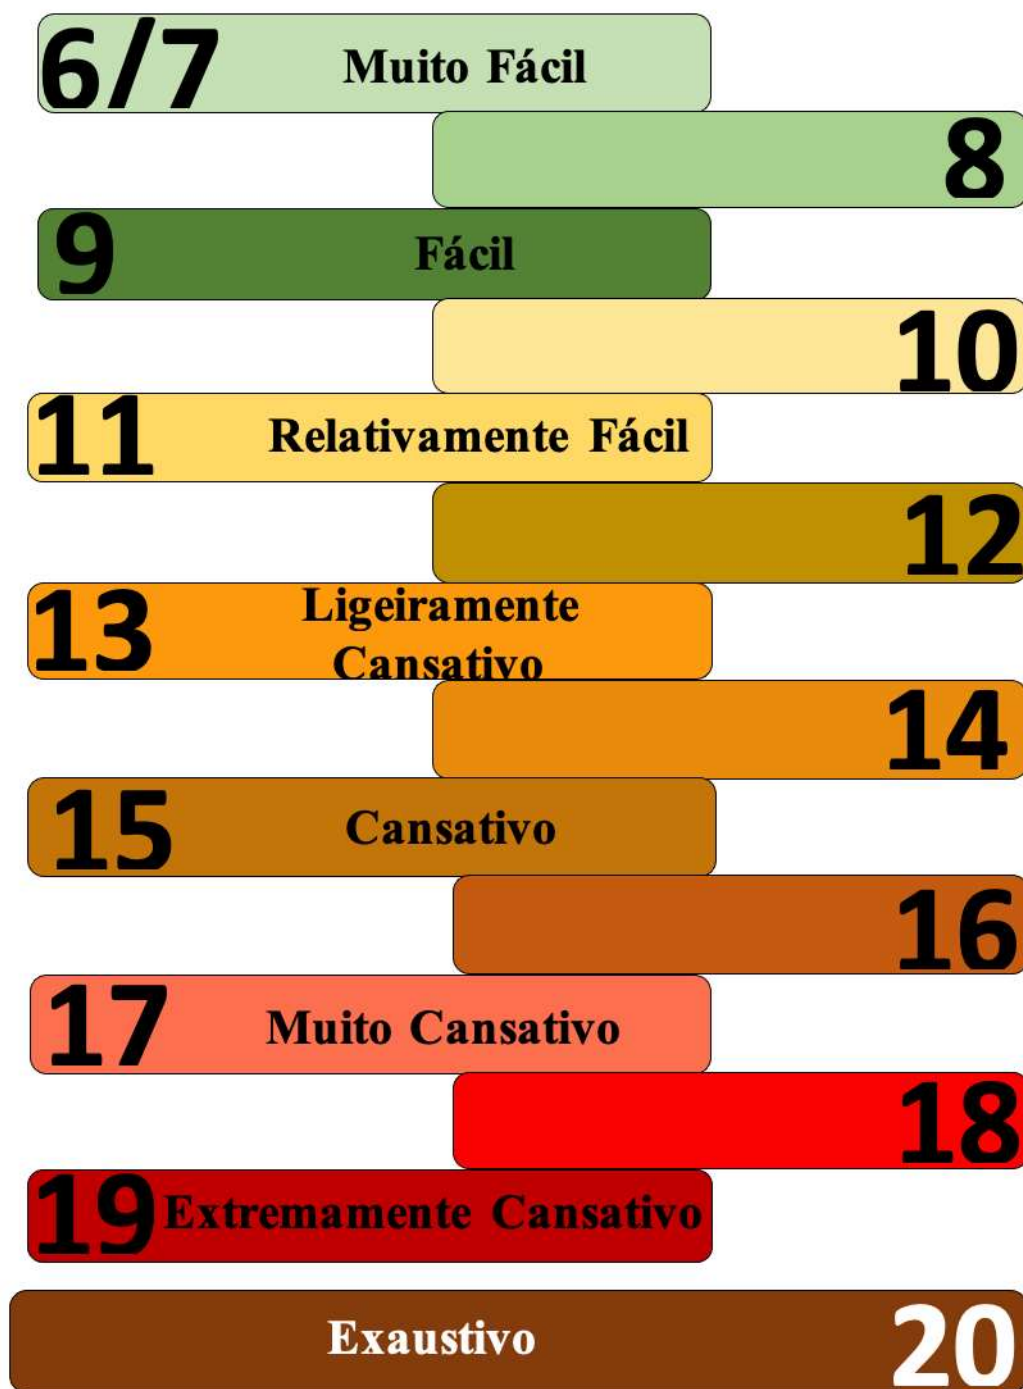 6/7 Muito Fácil
8
9 Fácil
10
11 Relativamente Fácil
12
13 Ligeiramente
Cansativo
14
15 Cansativo
16
17 Muito Cansativo
18
19 Extremamente Cansativo
Exaustivo 20